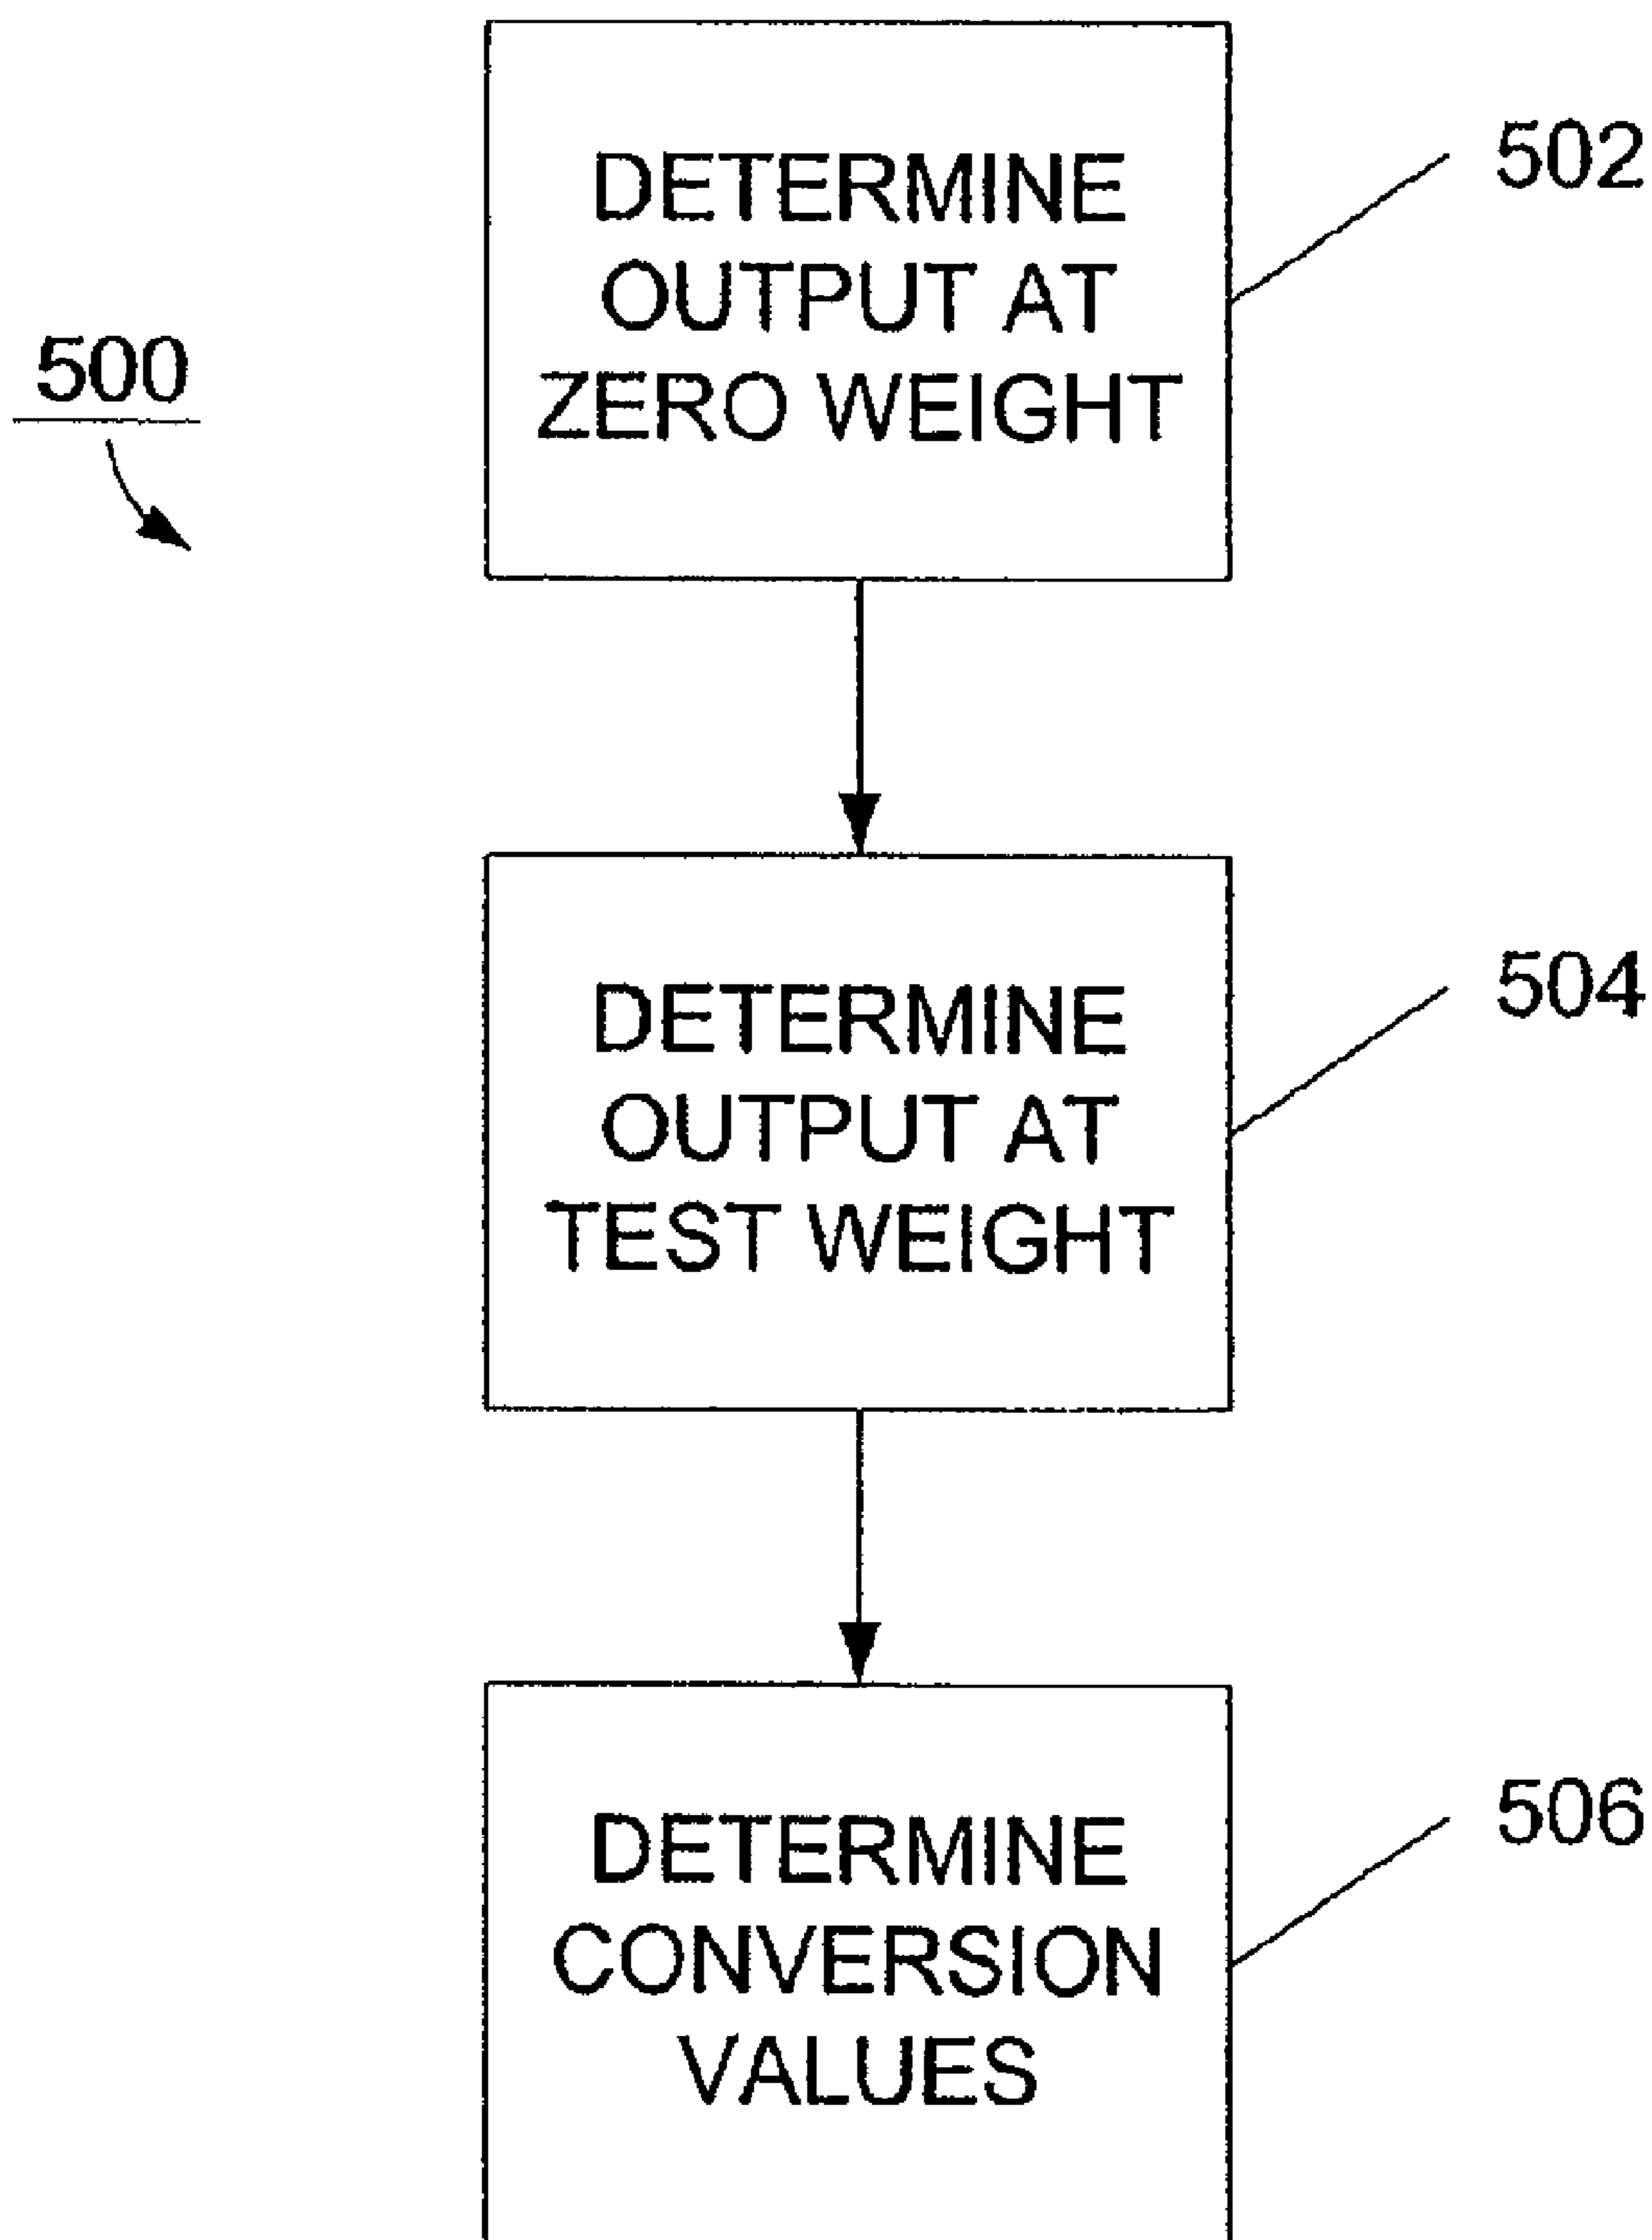 500
DETERMINE
OUTPUT AT
ZERO WEIGHT
502
DETERMINE
OUTPUT AT
TEST WEIGHT
504
DETERMINE
CONVERSION
VALUES
506